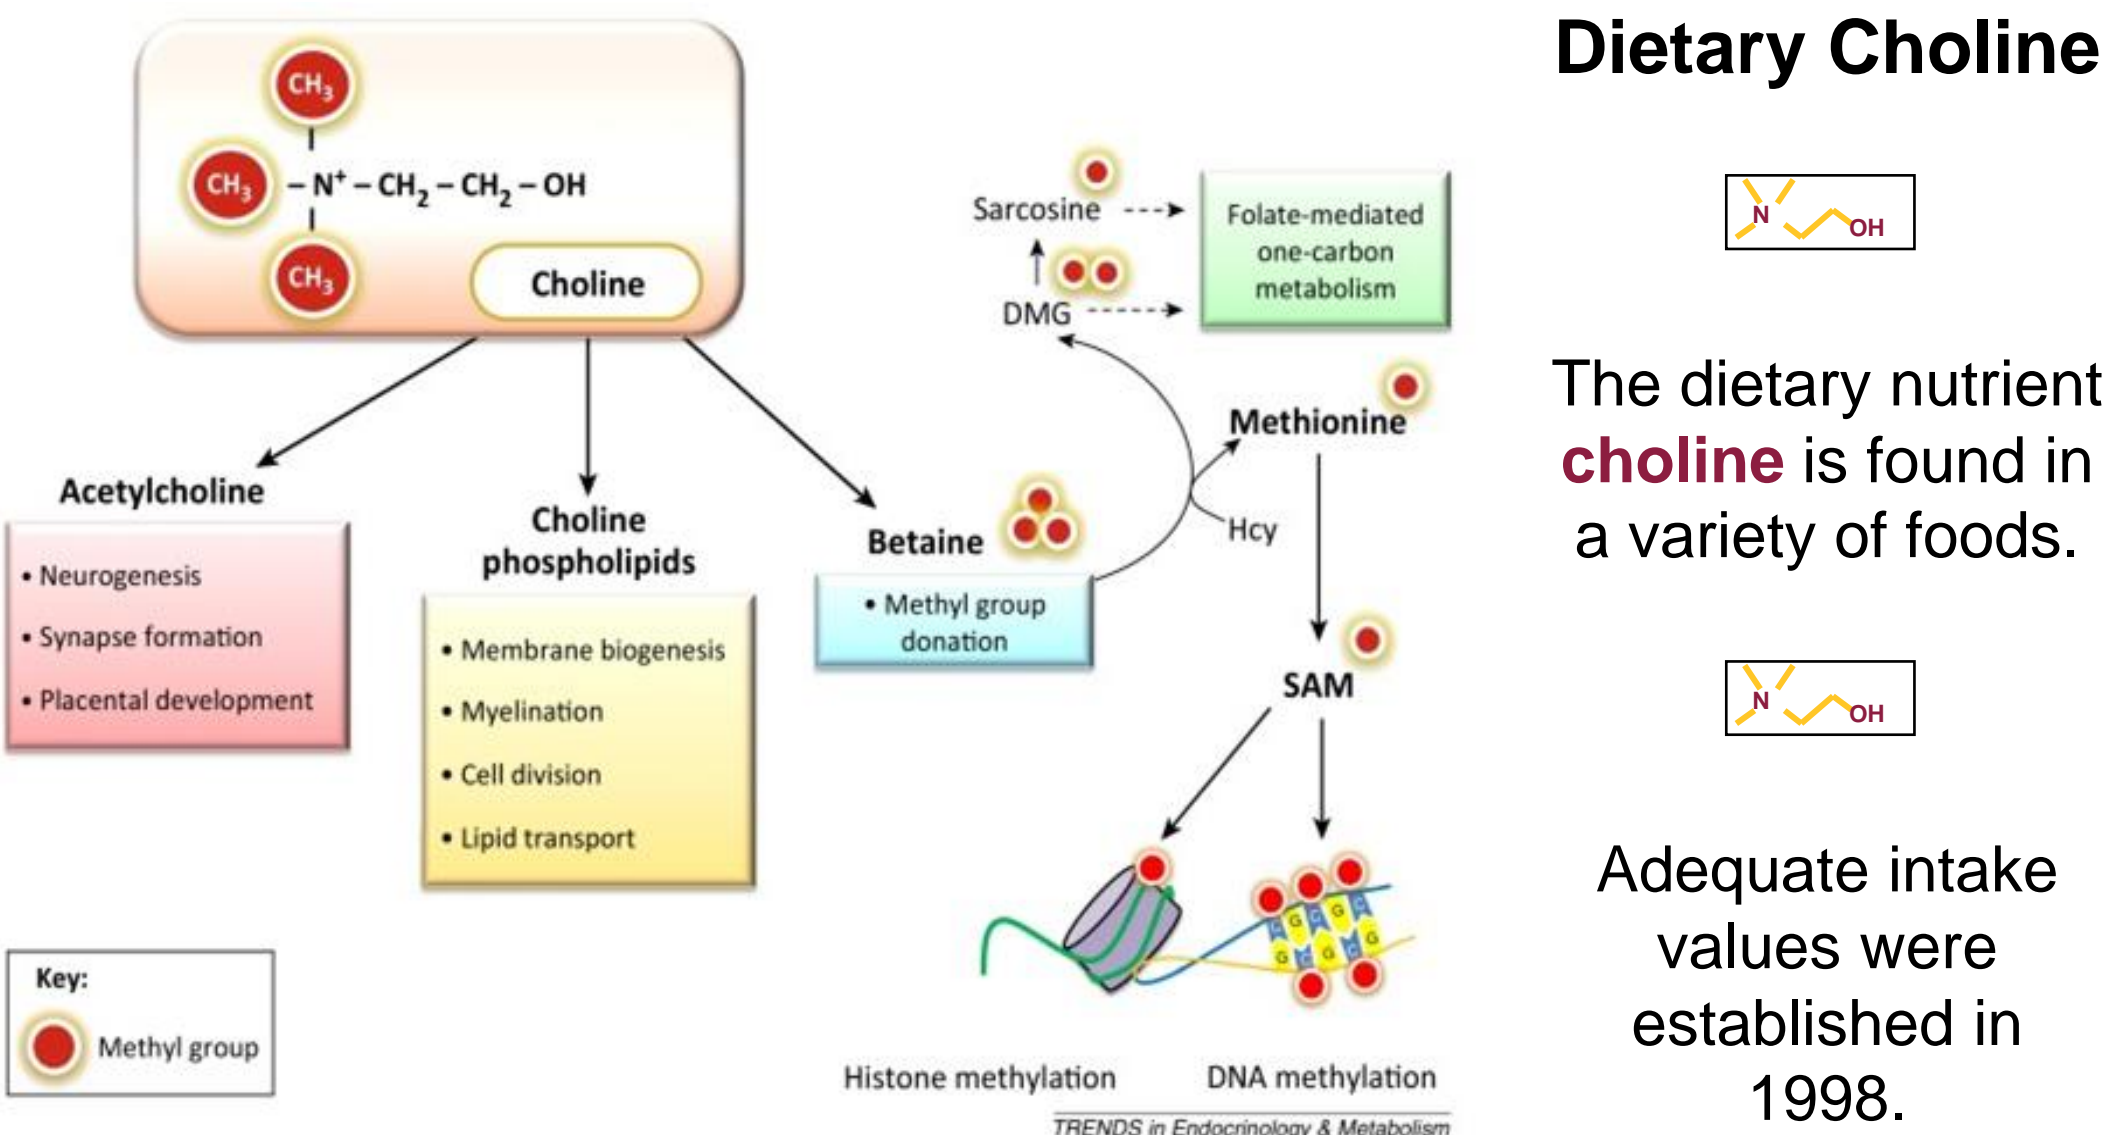 Dietary Choline
CH₃
CH₃ – N⁺ – CH₂ – CH₂ – OH
CH₃
Choline
Acetylcholine
• Neurogenesis
• Synapse formation
• Placental development
Choline
phospholipids
• Membrane biogenesis
• Myelination
• Cell division
• Lipid transport
Betaine
• Methyl group
donation
Sarcosine
DMG
Folate-mediated
one-carbon
metabolism
Methionine
Hcy
SAM
C G C G C
G C G C G
Histone methylation
DNA methylation
Key:
Methyl group
TRENDS in Endocrinology & Metabolism
N
OH
The dietary nutrient
choline is found in
a variety of foods.
N
OH
Adequate intake
values were
established in
1998.